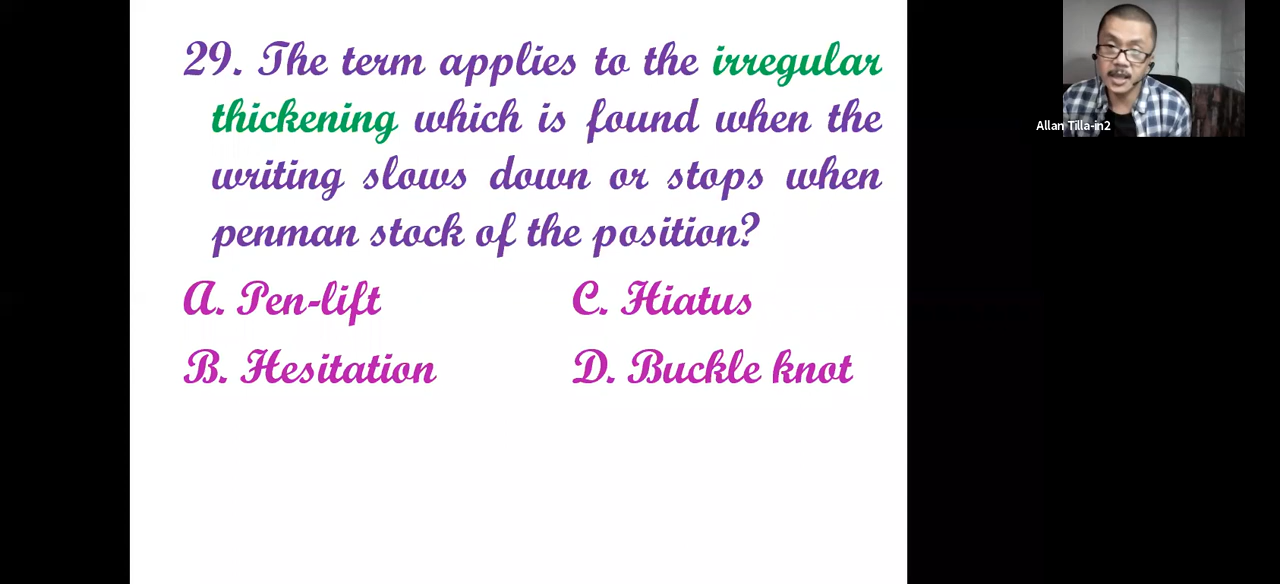 29. The term applies to the irregular
thickening which is found when the
writing slows down or stops when
penman stock of the position?
A. Pen-lift
C. Hiatus
B. Hesitation
D. Buckle knot
Allan Tilla-in2